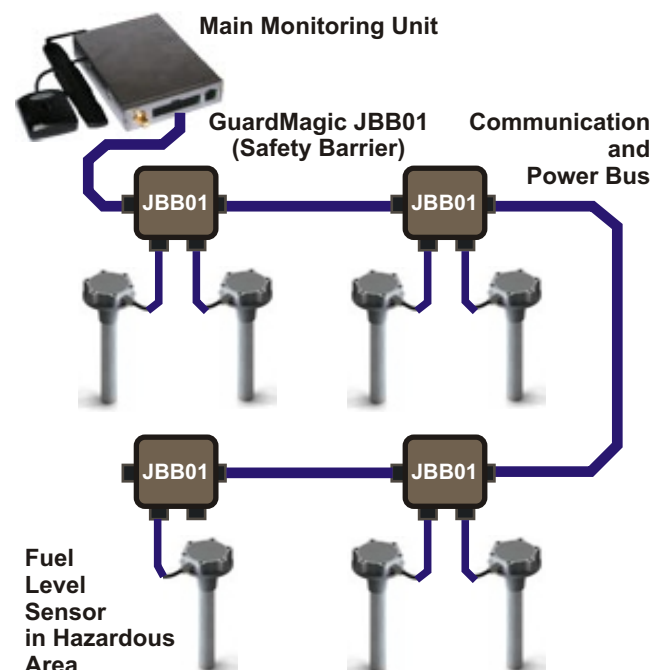 Main Monitoring Unit
GuardMagic JBB01
(Safety Barrier)
Communication
and
Power Bus
JBB01
JBB01
JBB01
JBB01
Fuel
Level
Sensor
in Hazardous
Area